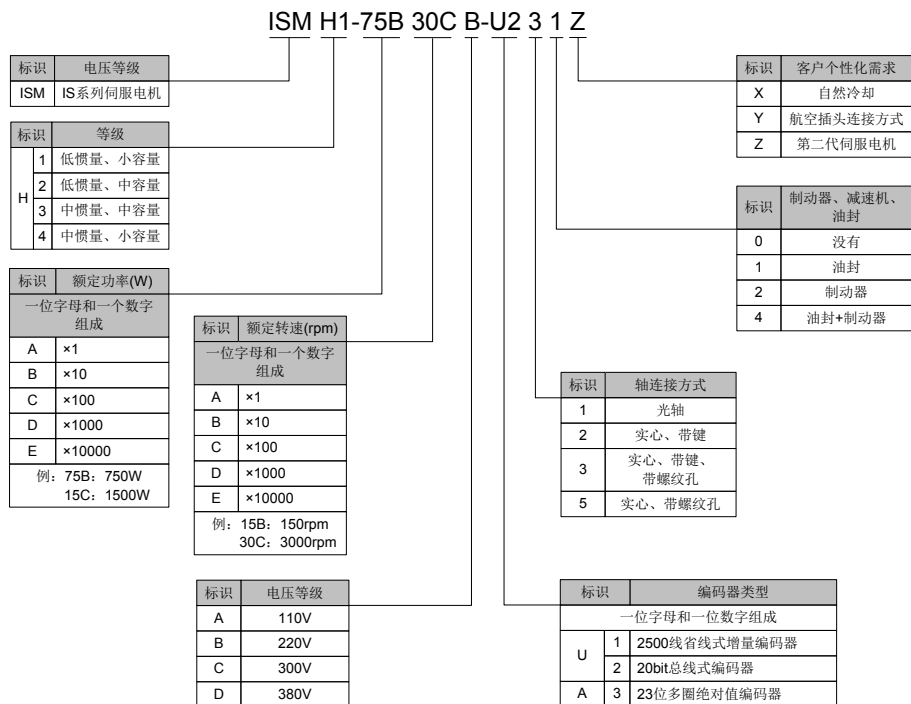 ISM H1-75B 30C B-U2 3 1 Z
标识 电压等级
ISM IS系列伺服电机
标识 等级
H
1 低惯量、小容量
2 低惯量、中容量
3 中惯量、中容量
4 中惯量、小容量
标识 额定功率(W)
一位字母和一个数字
组成
A ×1
B ×10
C ×100
D ×1000
E ×10000
例：75B：750W
15C：1500W
标识 额定转速(rpm)
一位字母和一个数字
组成
A ×1
B ×10
C ×100
D ×1000
E ×10000
例：15B：150rpm
30C：3000rpm
标识 电压等级
A 110V
B 220V
C 300V
D 380V
标识 客户个性化需求
X 自然冷却
Y 航空插头连接方式
Z 第二代伺服电机
标识 制动器、减速机、
油封
0 没有
1 油封
2 制动器
4 油封+制动器
标识 轴连接方式
1 光轴
2 实心、带键
3 实心、带键、
带螺纹孔
5 实心、带螺纹孔
标识 编码器类型
一位字母和一位数字组成
U
1 2500线省线式增量编码器
2 20bit总线式编码器
A 3 23位多圈绝对值编码器